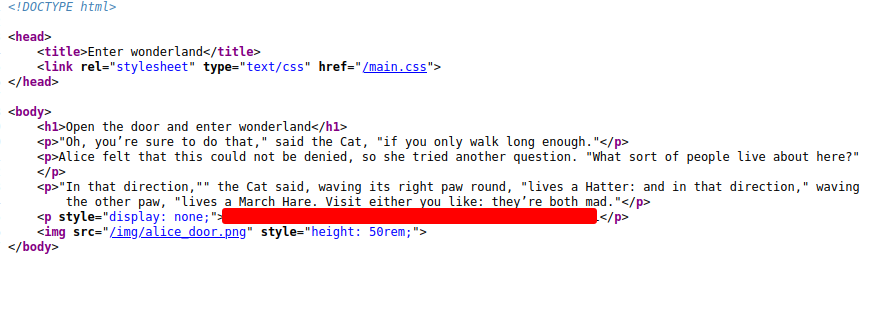 <!DOCTYPE html>
<head>
<title>Enter wonderland</title>
<link rel="stylesheet" type="text/css" href="/main.css">
</head>
<body>
<h1>Open the door and enter wonderland</h1>
<p>"Oh, you’re sure to do that," said the Cat, "if you only walk long enough."</p>
<p>Alice felt that this could not be denied, so she tried another question. "What sort of people live about here?"
</p>
<p>"In that direction,"" the Cat said, waving its right paw round, "lives a Hatter: and in that direction," waving
the other paw, "lives a March Hare. Visit either you like: they’re both mad."</p>
<p style="display: none;"></p>
<img src="/img/alice_door.png" style="height: 50rem;">
</body>